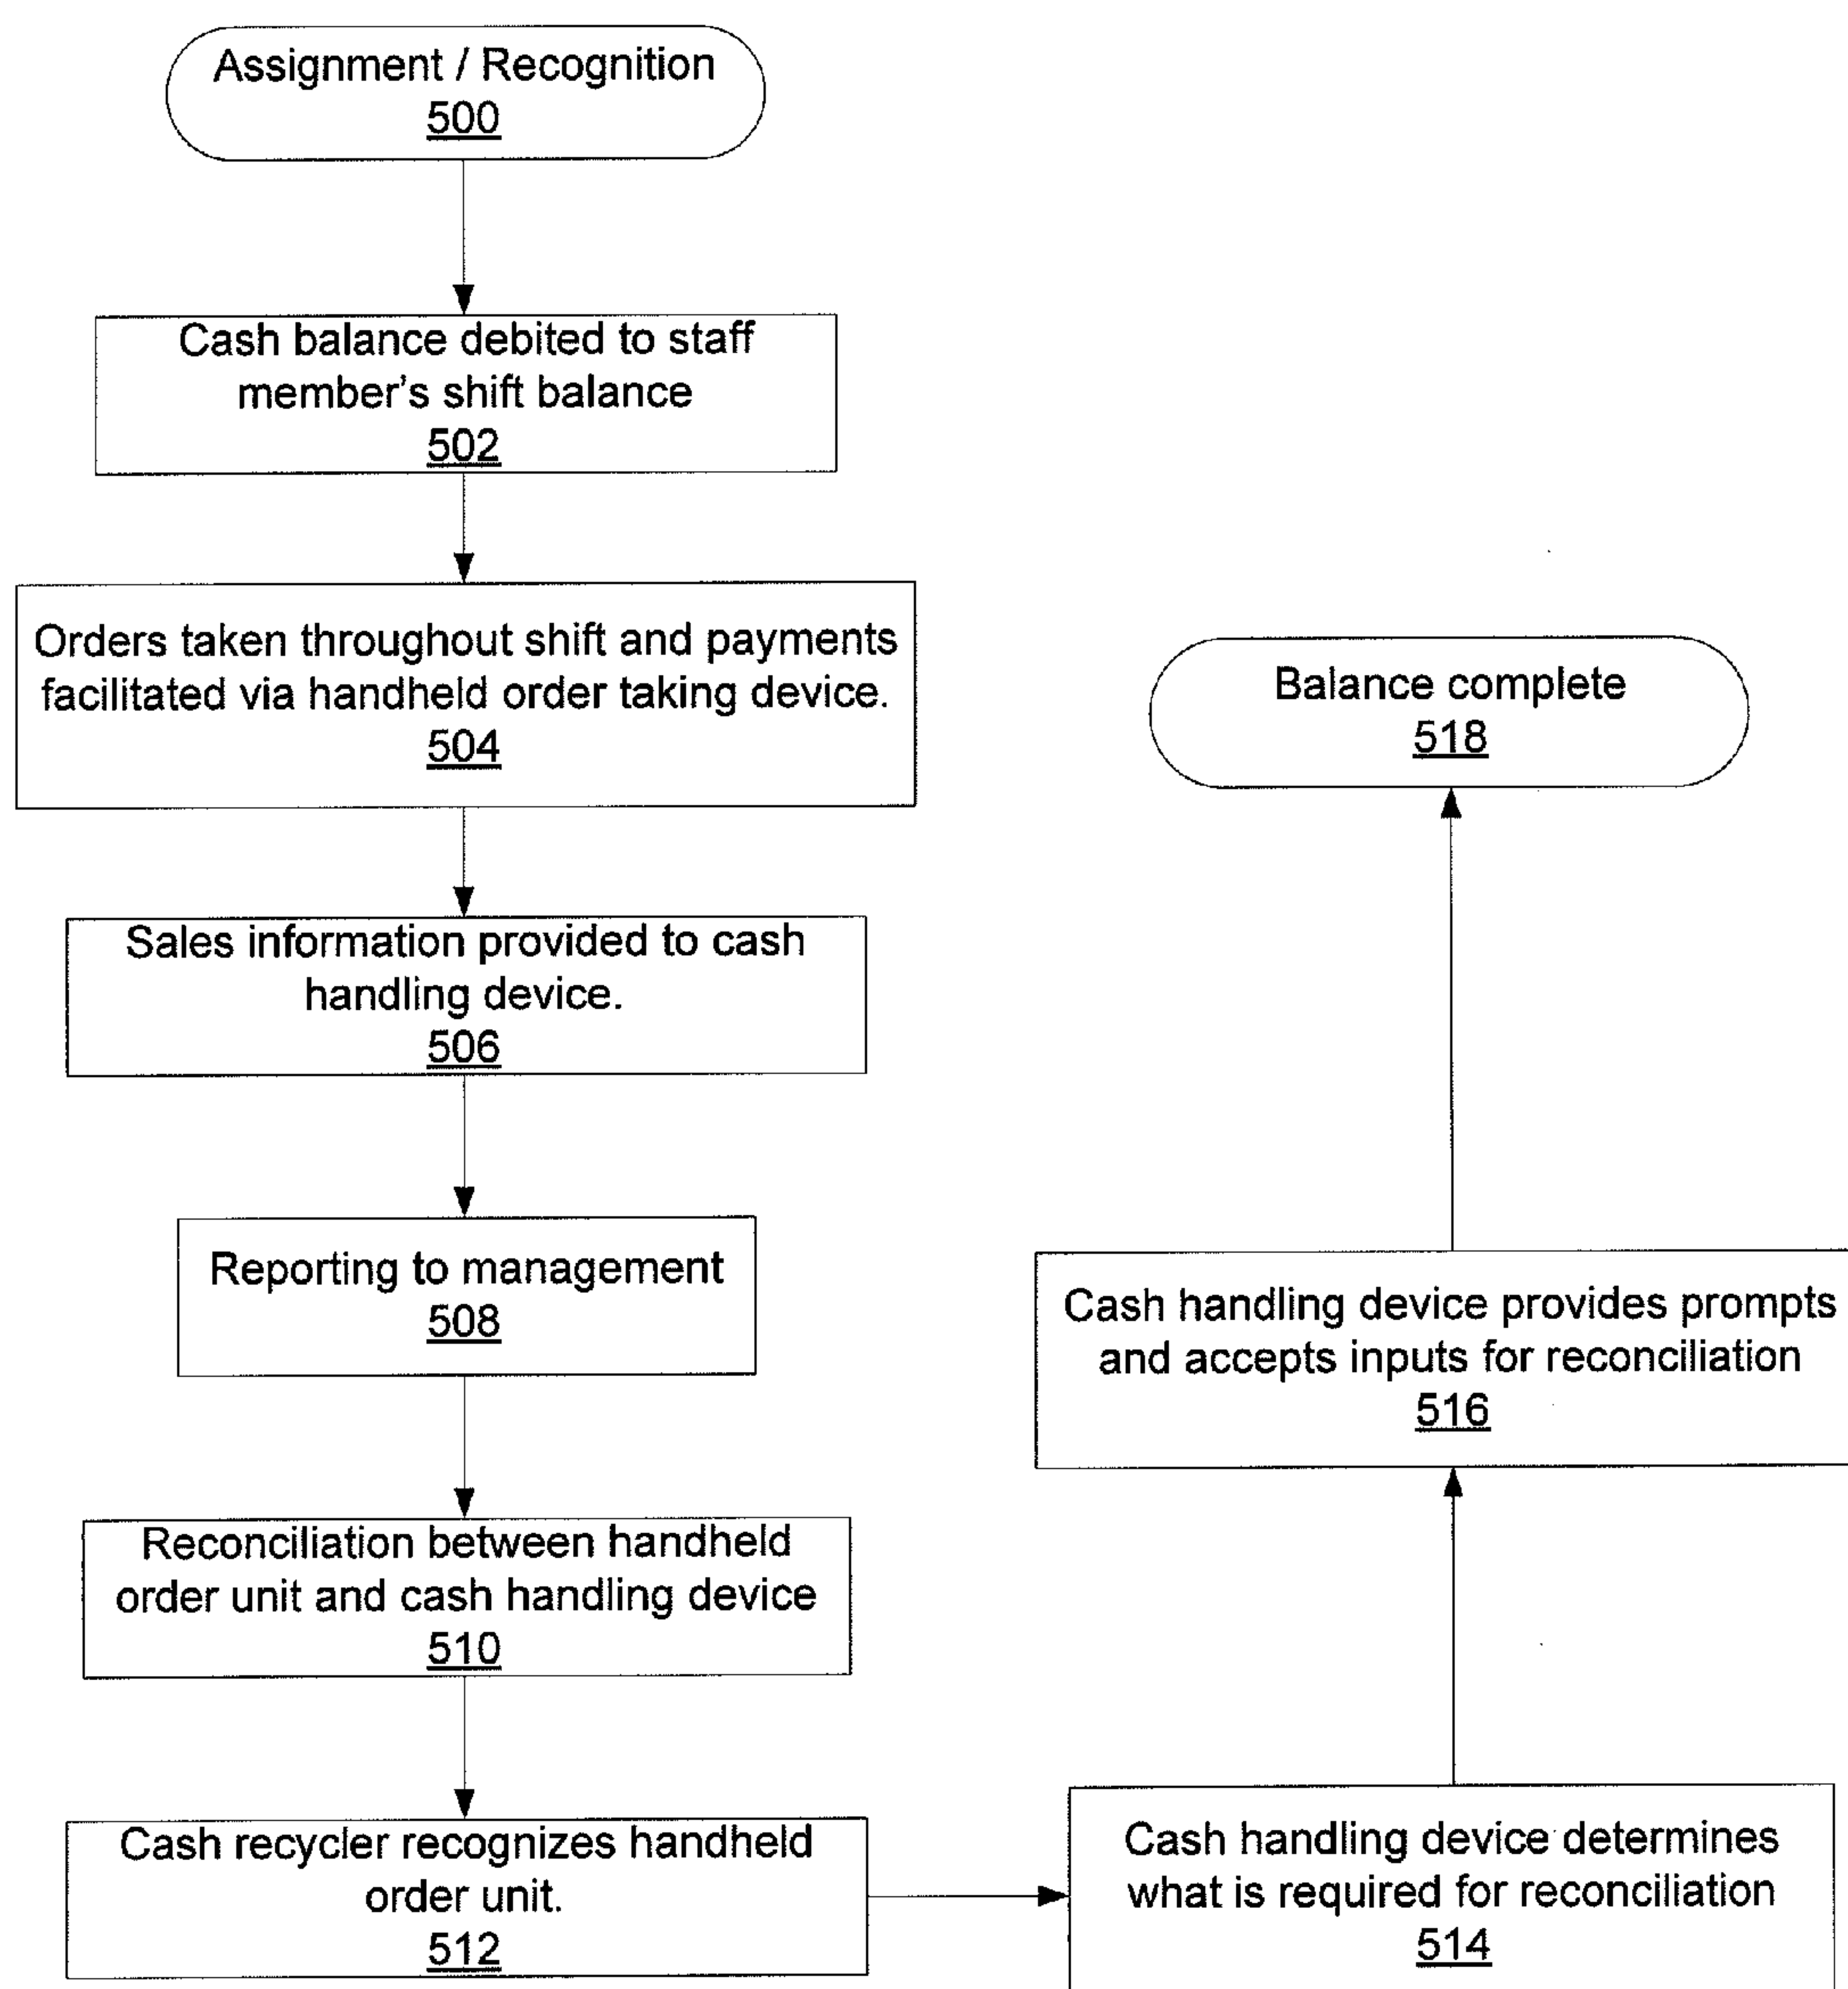 Assignment / Recognition
500
Cash balance debited to staff
member's shift balance
502
Orders taken throughout shift and payments
facilitated via handheld order taking device.
504
Sales information provided to cash
handling device.
506
Reporting to management
508
Reconciliation between handheld
order unit and cash handling device
510
Cash recycler recognizes handheld
order unit.
512
Cash handling device determines
what is required for reconciliation
514
Cash handling device provides prompts
and accepts inputs for reconciliation
516
Balance complete
518